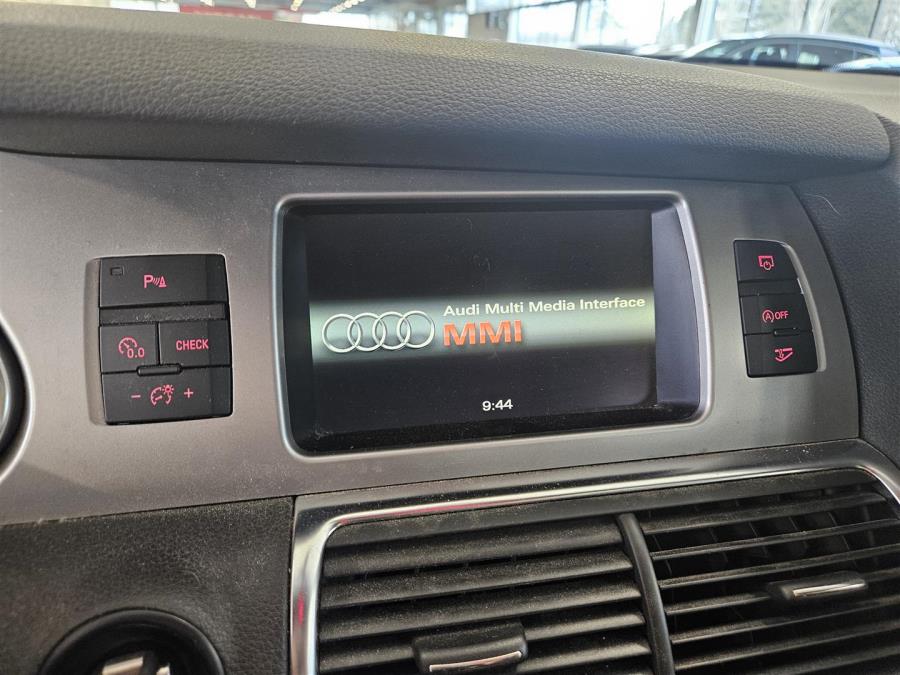 P
0.0
CHECK
- +
Audi Multi Media Interface
MMI
9:44
A OFF